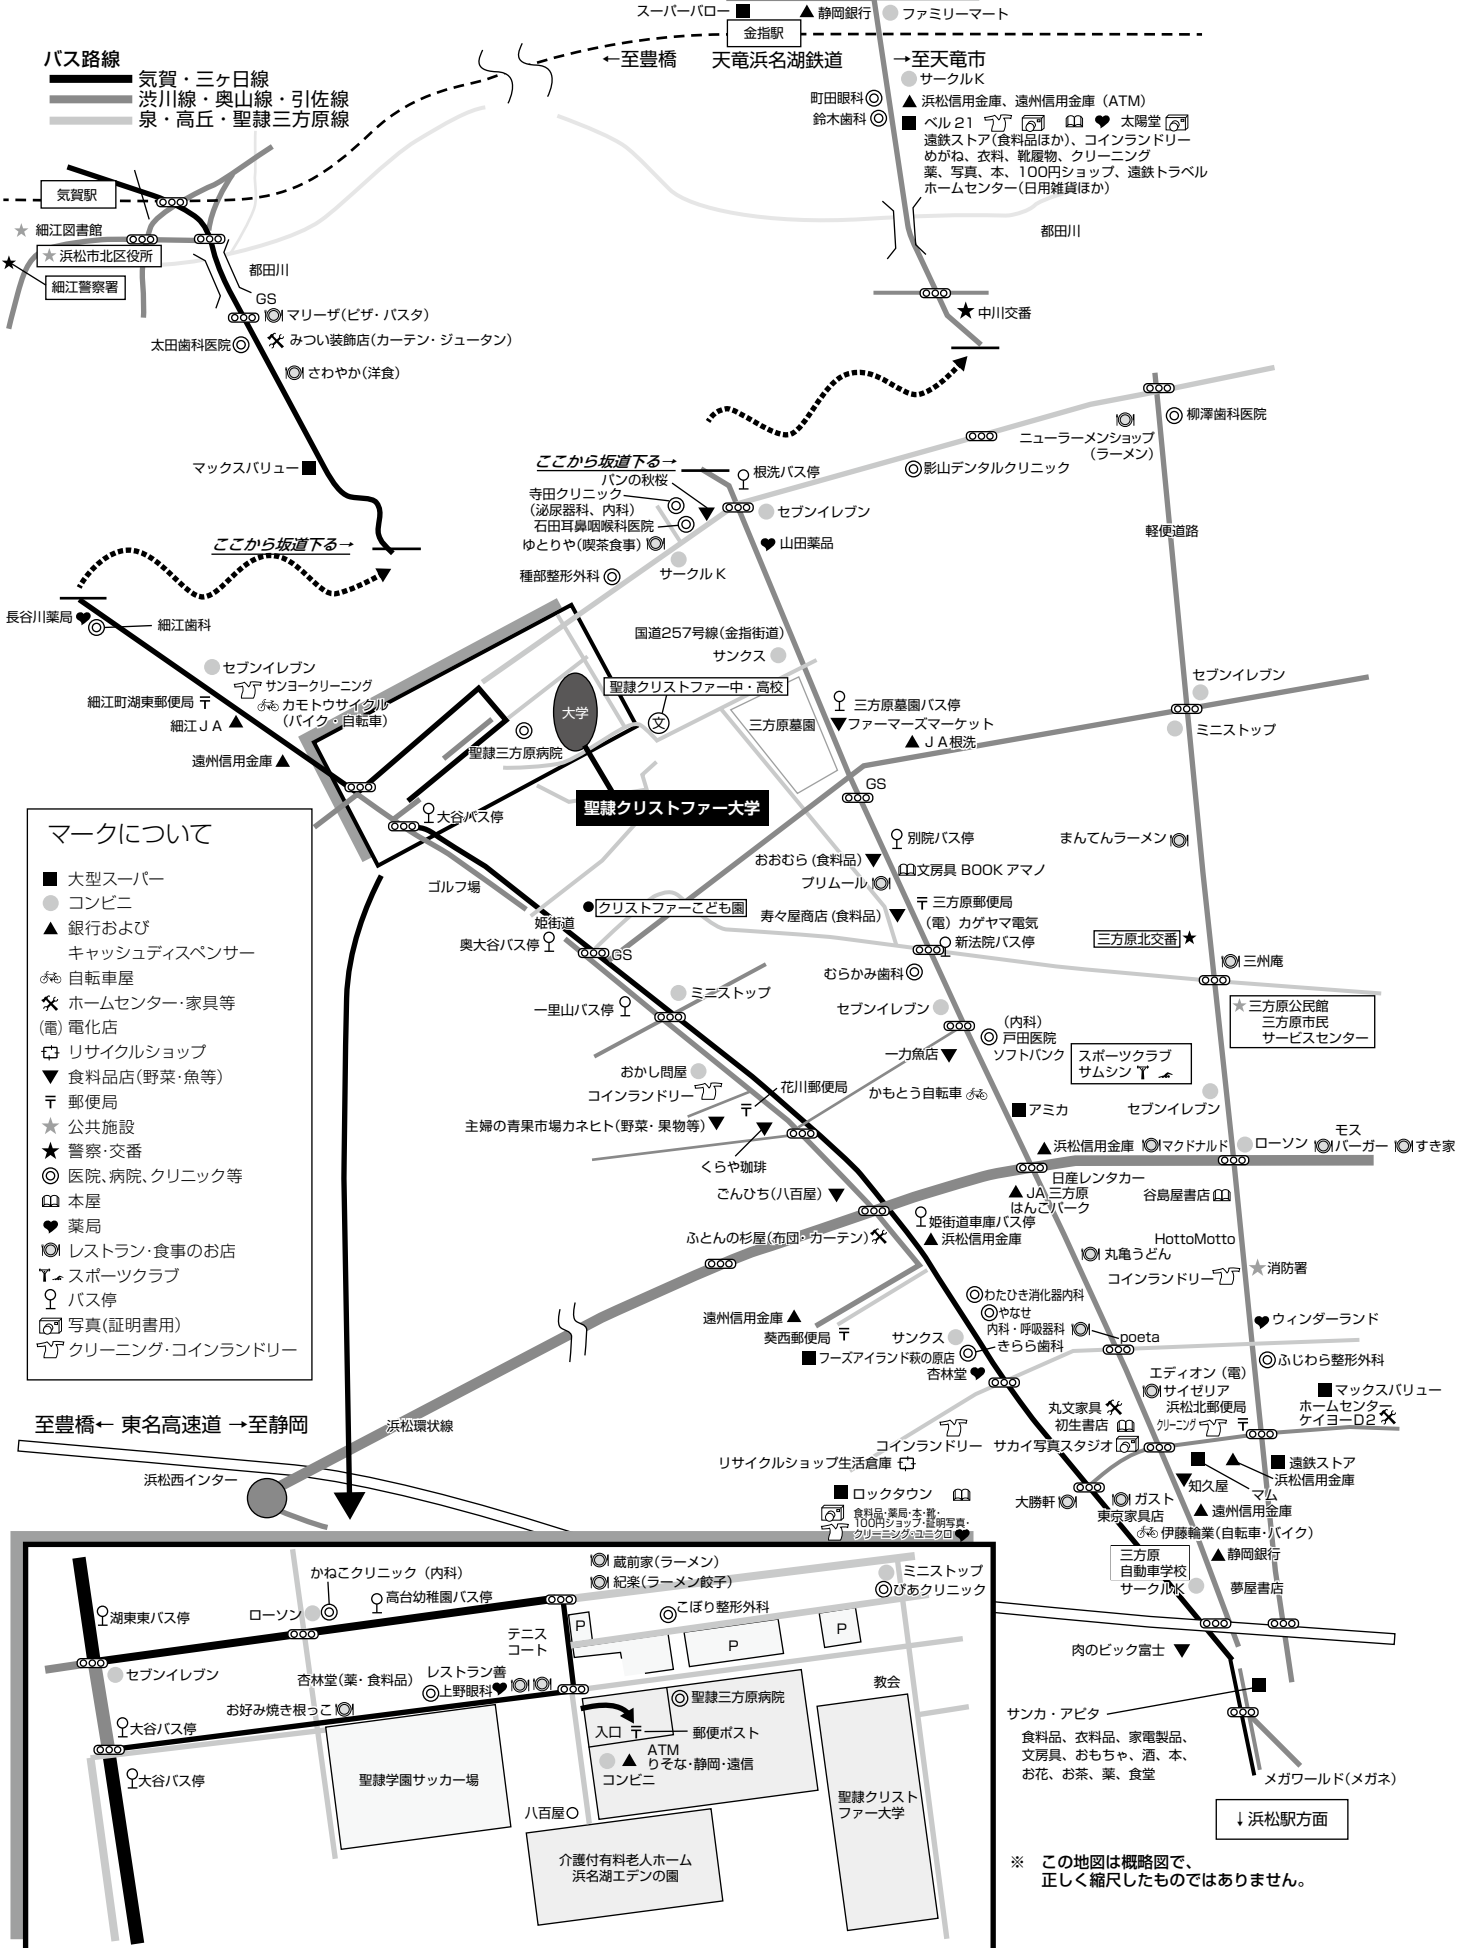 スーパーバロー
静岡銀行
ファミリーマート
金指駅
バス路線
気賀・三ヶ日線
渋川線・奥山線・引佐線
泉・高丘・聖隷三方原線
←至豊橋
天竜浜名湖鉄道
→至天竜市
サークルK
町田眼科
鈴木歯科
浜松信用金庫、遠州信用金庫（ATM）
ベル21
太陽堂
遠鉄ストア(食料品ほか)、コインランドリー
めがね、衣料、靴履物、クリーニング
薬、写真、本、100円ショップ、遠鉄トラベル
ホームセンター(日用雑貨ほか)
都田川
中川交番
気賀駅
細江図書館
浜松市北区役所
細江警察署
都田川
GS
マリーザ(ピザ・パスタ)
太田歯科医院
みつい装飾店(カーテン・ジュータン)
さわやか(洋食)
マックスバリュー
ここから坂道下る→
長谷川薬局
細江歯科
セブンイレブン
サンヨークリーニング
細江町湖東郵便局
カモトウサイクル
(バイク・自転車)
細江ＪＡ
遠州信用金庫
柳澤歯科医院
ニューラーメンショップ
(ラーメン)
影山デンタルクリニック
ここから坂道下る→
パンの秋桜
根洗バス停
寺田クリニック
(泌尿器科、内科)
石田耳鼻咽喉科医院
セブンイレブン
ゆとりや(喫茶食事)
山田薬品
種部整形外科
サークルＫ
軽便道路
国道257号線(金指街道)
サンクス
聖隷クリストファー中・高校
文
大学
聖隷三方原病院
三方原墓園
三方原墓園バス停
ファーマーズマーケット
ＪＡ根洗
セブンイレブン
ミニストップ
聖隷クリストファー大学
GS
大谷バス停
ゴルフ場
別院バス停
まんてんラーメン
おおむら(食料品)
文房具 BOOK アマノ
プリムール
三方原郵便局
寿々屋商店(食料品)
(電) カゲヤマ電気
新法院バス停
三方原北交番
三州庵
むらかみ歯科
クリストファーこども園
姫街道
奥大谷バス停
GS
ミニストップ
一里山バス停
セブンイレブン
(内科)
戸田医院
ソフトバンク
一力魚店
三方原公民館
三方原市民
サービスセンター
スポーツクラブ
サムシン
おかし問屋
コインランドリー
花川郵便局
かもとう自転車
アミカ
セブンイレブン
主婦の青果市場カネヒト(野菜・果物等)
くらや珈琲
浜松信用金庫
マクドナルド
ローソン
モス
バーガー
すき家
日産レンタカー
ごんひち(八百屋)
JA 三方原
はんこパーク
谷島屋書店
ふとんの杉屋(布団・カーテン)
姫街道車庫バス停
浜松信用金庫
HottoMotto
丸亀うどん
コインランドリー
消防署
わたひき消化器内科
やなせ
内科・呼吸器科
poeta
ウィンダーランド
遠州信用金庫
葵西郵便局
サンクス
フーズアイランド萩の原店
きらら歯科
杏林堂
ふじわら整形外科
エディオン (電)
サイゼリア
マックスバリュー
丸文家具
浜松北郵便局
ホームセンター
ケイヨーD2
初生書店
クリーニング
コインランドリー
サカイ写真スタジオ
リサイクルショップ生活倉庫
遠鉄ストア
浜松信用金庫
知久屋
マム
ロックタウン
食料品・薬局・本・靴・
100円ショップ・証明写真・
クリーニング・ユニクロ
大勝軒
ガスト
東京家具店
遠州信用金庫
伊藤輪業(自転車・バイク)
三方原
自動車学校
静岡銀行
サークルK
夢屋書店
肉のビック富士
サンカ・アピタ
食料品、衣料品、家電製品、
文房具、おもちゃ、酒、本、
お花、お茶、薬、食堂
メガワールド(メガネ)
↓浜松駅方面
※ この地図は概略図で、
正しく縮尺したものではありません。
マークについて
大型スーパー
コンビニ
銀行および
キャッシュディスペンサー
自転車屋
ホームセンター・家具等
(電) 電化店
リサイクルショップ
食料品店(野菜・魚等)
郵便局
公共施設
警察・交番
医院、病院、クリニック等
本屋
薬局
レストラン・食事のお店
スポーツクラブ
バス停
写真(証明書用)
クリーニング・コインランドリー
至豊橋← 東名高速道 →至静岡
浜松環状線
浜松西インター
かねこクリニック (内科)
蔵前家(ラーメン)
紀楽(ラーメン餃子)
ミニストップ
ぴあクリニック
高台幼稚園バス停
ローソン
湖東東バス停
こぼり整形外科
テニス
コート
P
P
P
セブンイレブン
杏林堂(薬・食料品)
レストラン善
上野眼科
聖隷三方原病院
教会
お好み焼き根っこ
大谷バス停
入口
郵便ポスト
ATM
りそな・静岡・遠信
コンビニ
大谷バス停
聖隷学園サッカー場
八百屋
聖隷クリスト
ファー大学
介護付有料老人ホーム
浜名湖エデンの園